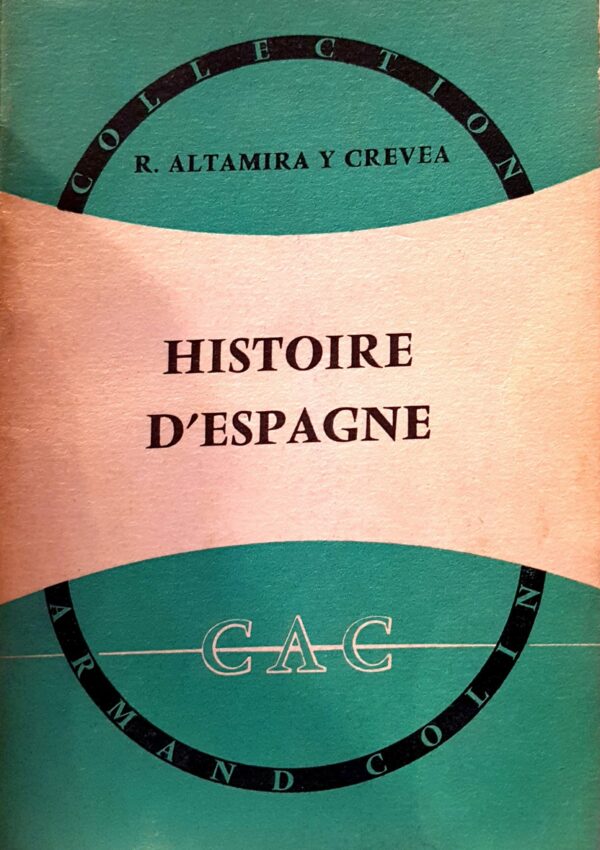 COLLECTION
R. ALTAMIRA Y CREVEA
HISTOIRE
D'ESPAGNE
CAC
ARMAND COLIN